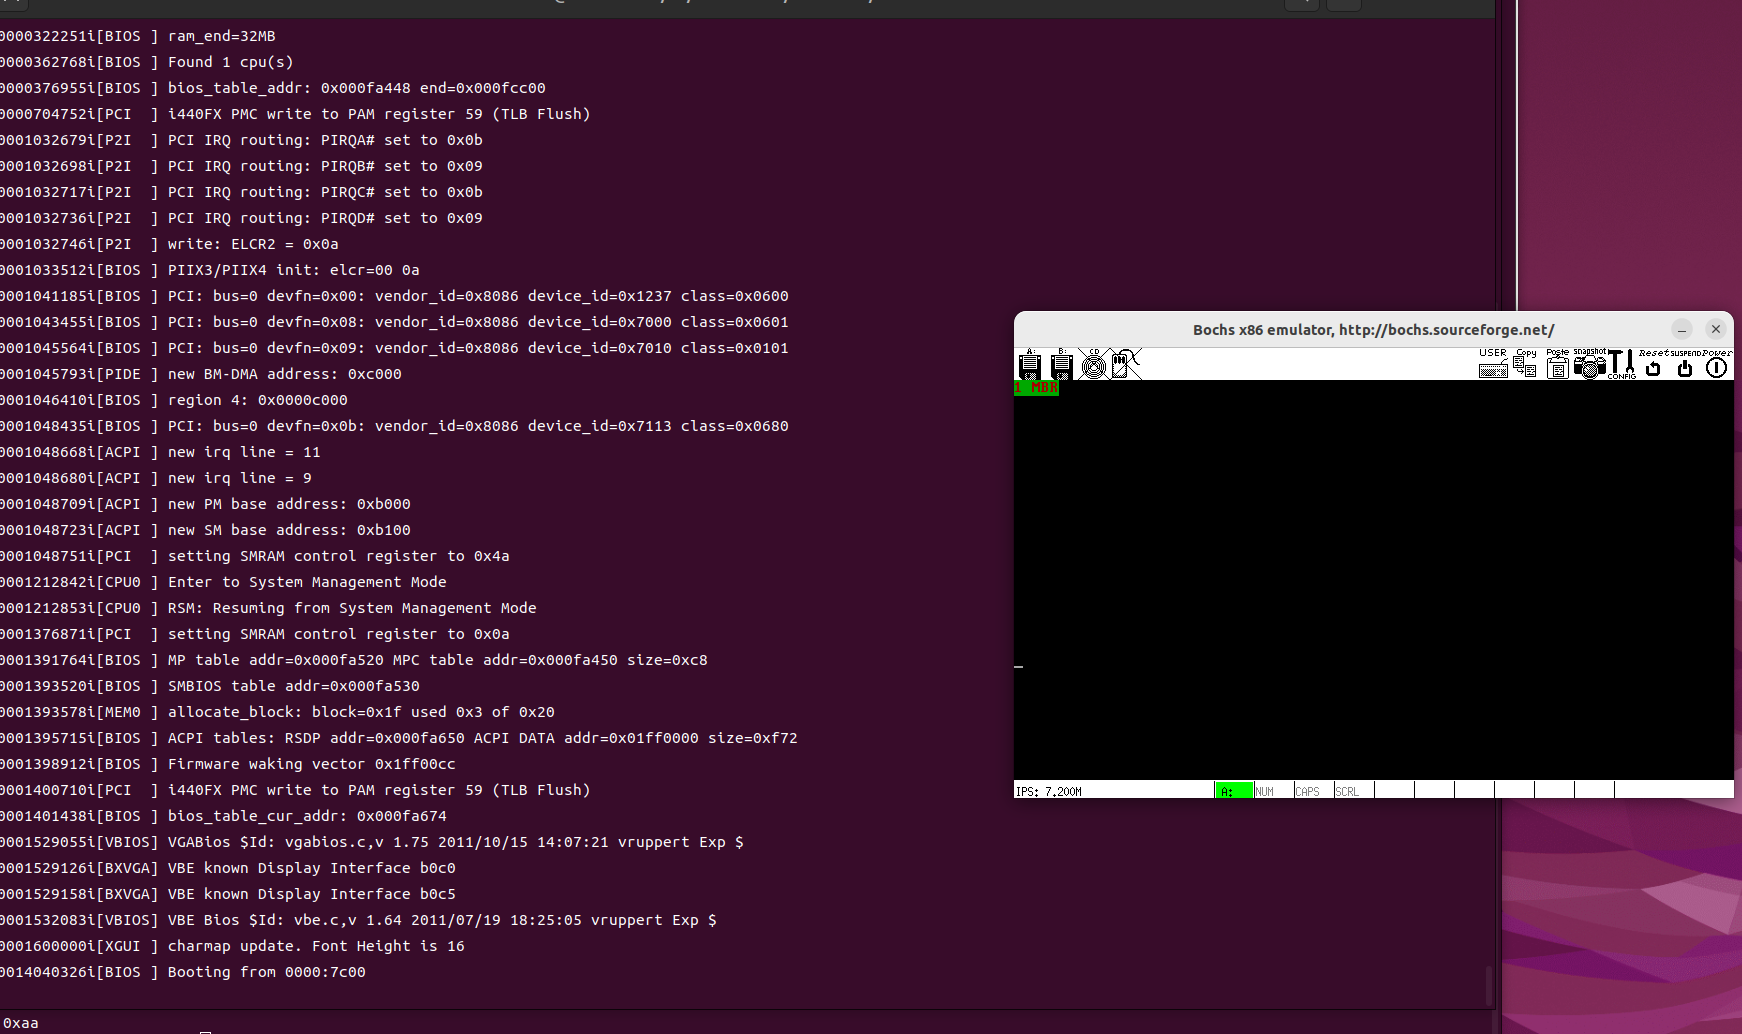 0000322251i[BIOS ] ram_end=32MB
0000362768i[BIOS ] Found 1 cpu(s)
0000376955i[BIOS ] bios_table_addr: 0x000fa448 end=0x000fcc00
0000704752i[PCI  ] i440FX PMC write to PAM register 59 (TLB Flush)
0001032679i[P2I  ] PCI IRQ routing: PIRQA# set to 0x0b
0001032698i[P2I  ] PCI IRQ routing: PIRQB# set to 0x09
0001032717i[P2I  ] PCI IRQ routing: PIRQC# set to 0x0b
0001032736i[P2I  ] PCI IRQ routing: PIRQD# set to 0x09
0001032746i[P2I  ] write: ELCR2 = 0x0a
0001033512i[BIOS ] PIIX3/PIIX4 init: elcr=00 0a
0001041185i[BIOS ] PCI: bus=0 devfn=0x00: vendor_id=0x8086 device_id=0x1237 class=0x0600
0001043455i[BIOS ] PCI: bus=0 devfn=0x08: vendor_id=0x8086 device_id=0x7000 class=0x0601
0001045564i[BIOS ] PCI: bus=0 devfn=0x09: vendor_id=0x8086 device_id=0x7010 class=0x0101
0001045793i[PIDE ] new BM-DMA address: 0xc000
0001046410i[BIOS ] region 4: 0x0000c000
0001048435i[BIOS ] PCI: bus=0 devfn=0x0b: vendor_id=0x8086 device_id=0x7113 class=0x0680
0001048668i[ACPI ] new irq line = 11
0001048680i[ACPI ] new irq line = 9
0001048709i[ACPI ] new PM base address: 0xb000
0001048723i[ACPI ] new SM base address: 0xb100
0001048751i[PCI  ] setting SMRAM control register to 0x4a
0001212842i[CPU0 ] Enter to System Management Mode
0001212853i[CPU0 ] RSM: Resuming from System Management Mode
0001376871i[PCI  ] setting SMRAM control register to 0x0a
0001391764i[BIOS ] MP table addr=0x000fa520 MPC table addr=0x000fa450 size=0xc8
0001393520i[BIOS ] SMBIOS table addr=0x000fa530
0001393578i[MEM0 ] allocate_block: block=0x1f used 0x3 of 0x20
0001395715i[BIOS ] ACPI tables: RSDP addr=0x000fa650 ACPI DATA addr=0x01ff0000 size=0xf72
0001398912i[BIOS ] Firmware waking vector 0x1ff00cc
0001400710i[PCI  ] i440FX PMC write to PAM register 59 (TLB Flush)
0001401438i[BIOS ] bios_table_cur_addr: 0x000fa674
0001529055i[VBIOS] VGABios $Id: vgabios.c,v 1.75 2011/10/15 14:07:21 vruppert Exp $
0001529126i[BXVGA] VBE known Display Interface b0c0
0001529158i[BXVGA] VBE known Display Interface b0c5
0001532083i[VBIOS] VBE Bios $Id: vbe.c,v 1.64 2011/07/19 18:25:05 vruppert Exp $
0001600000i[XGUI ] charmap update. Font Height is 16
0014040326i[BIOS ] Booting from 0000:7c00
0xaa
Bochs x86 emulator, http://bochs.sourceforge.net/
A: B: CD USER Copy Paste snapshot CONFIG Reset SUSPEND Power
1 MBR
IPS: 7.200M A: NUM CAPS SCRL